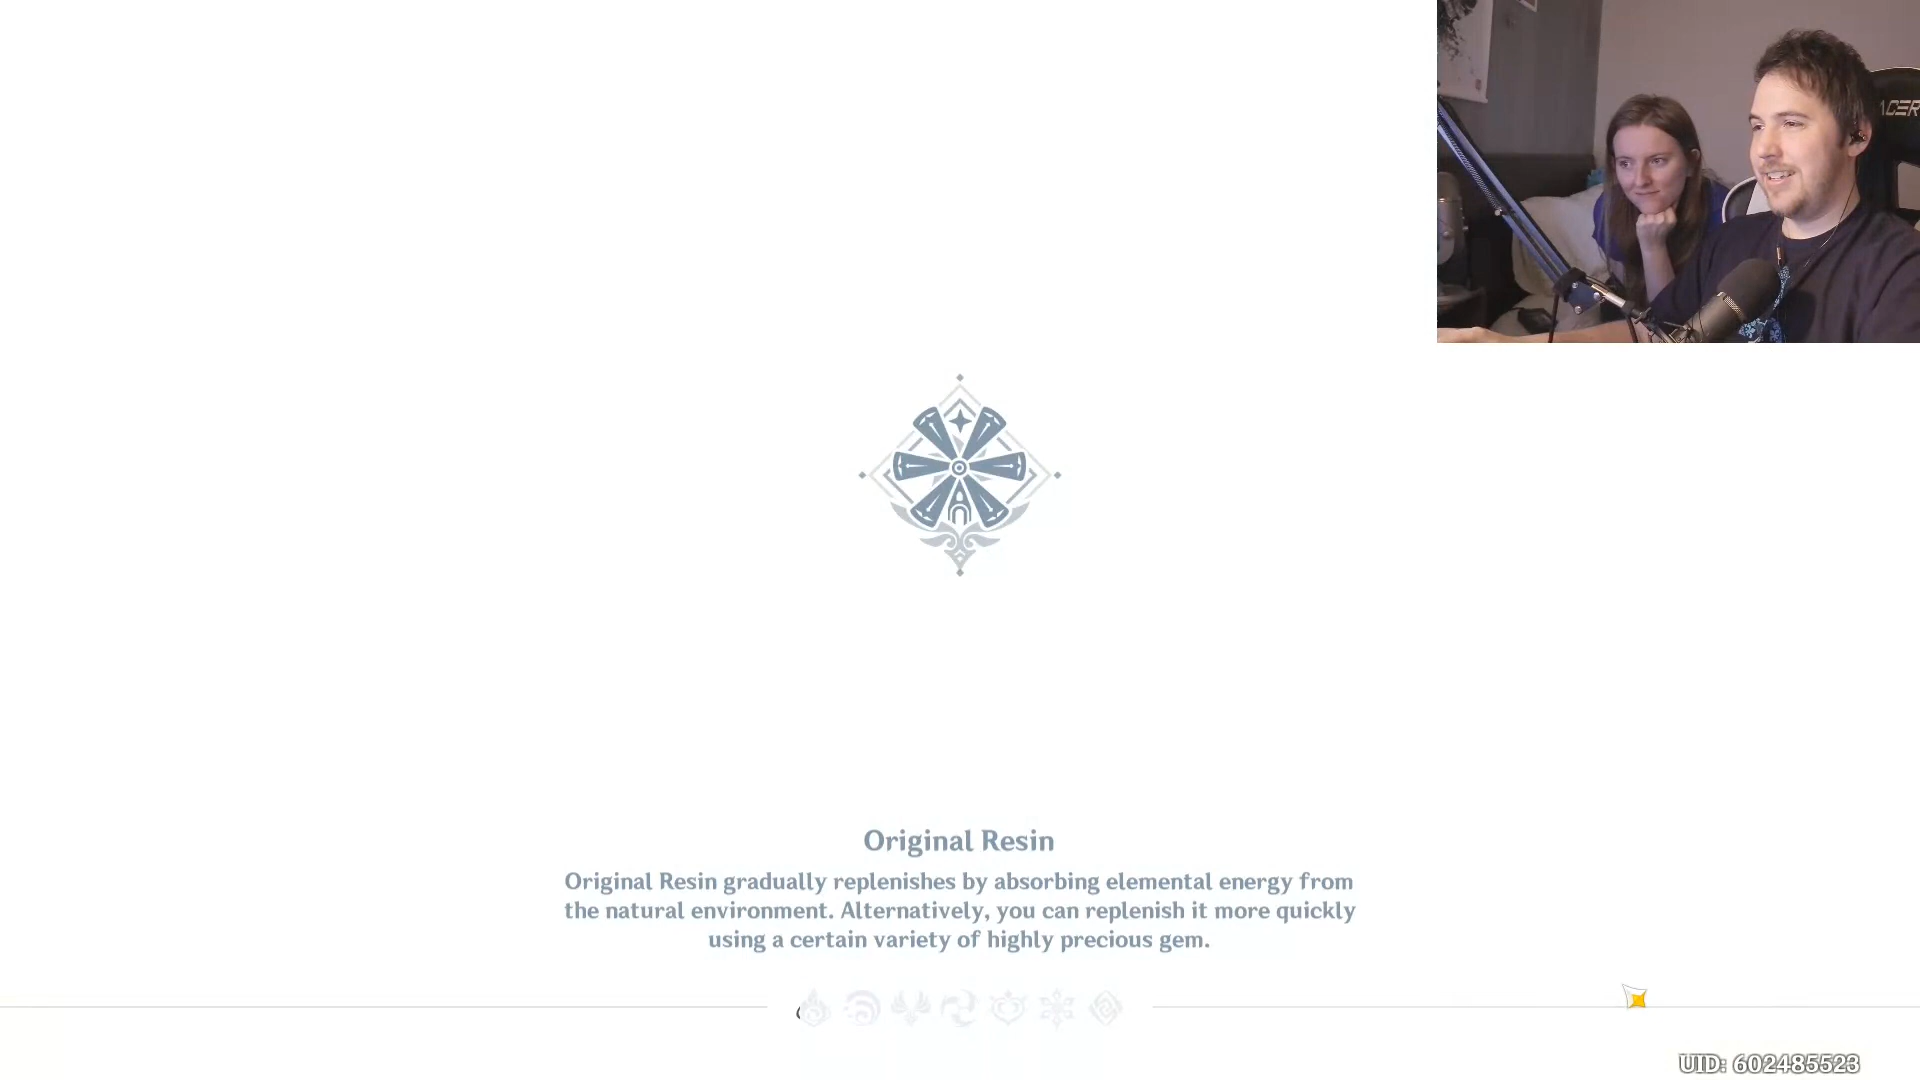 ACER
Original Resin
Original Resin gradually replenishes by absorbing elemental energy from
the natural environment. Alternatively, you can replenish it more quickly
using a certain variety of highly precious gem.
UID: 602485523